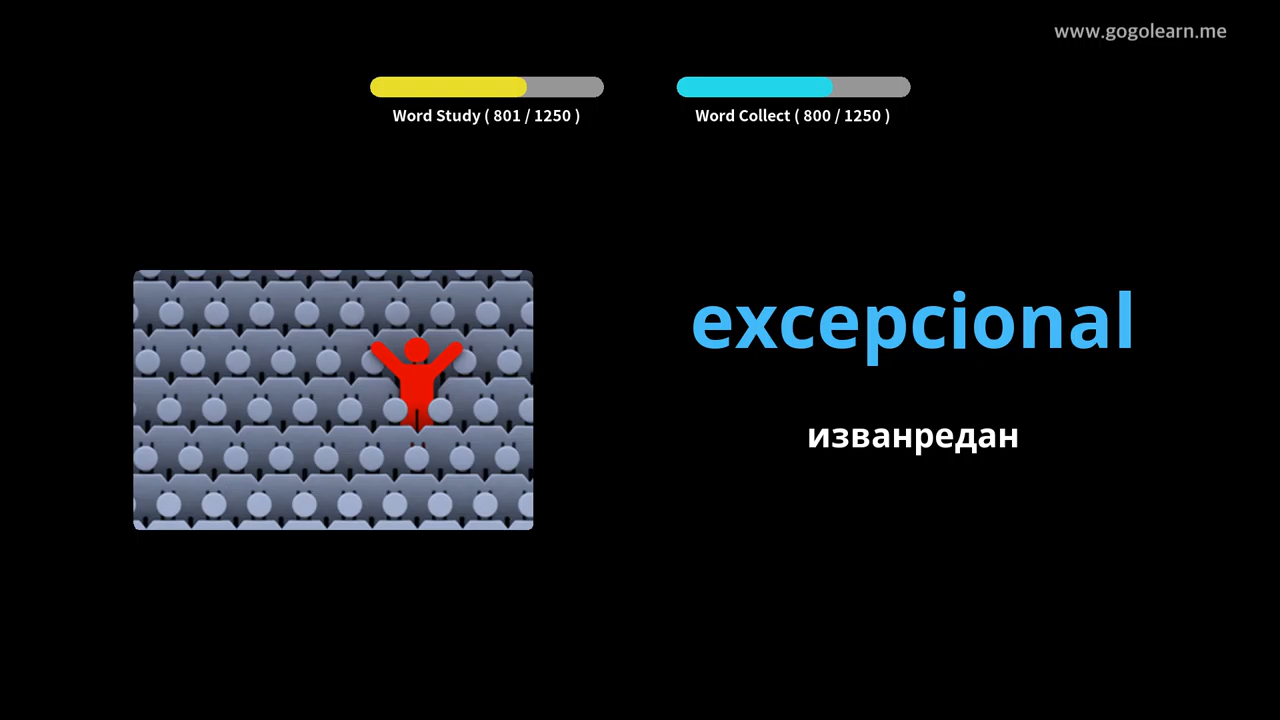 www.gogolearn.me
Word Study ( 801 / 1250 )
Word Collect ( 800 / 1250 )
excepcional
изванредан